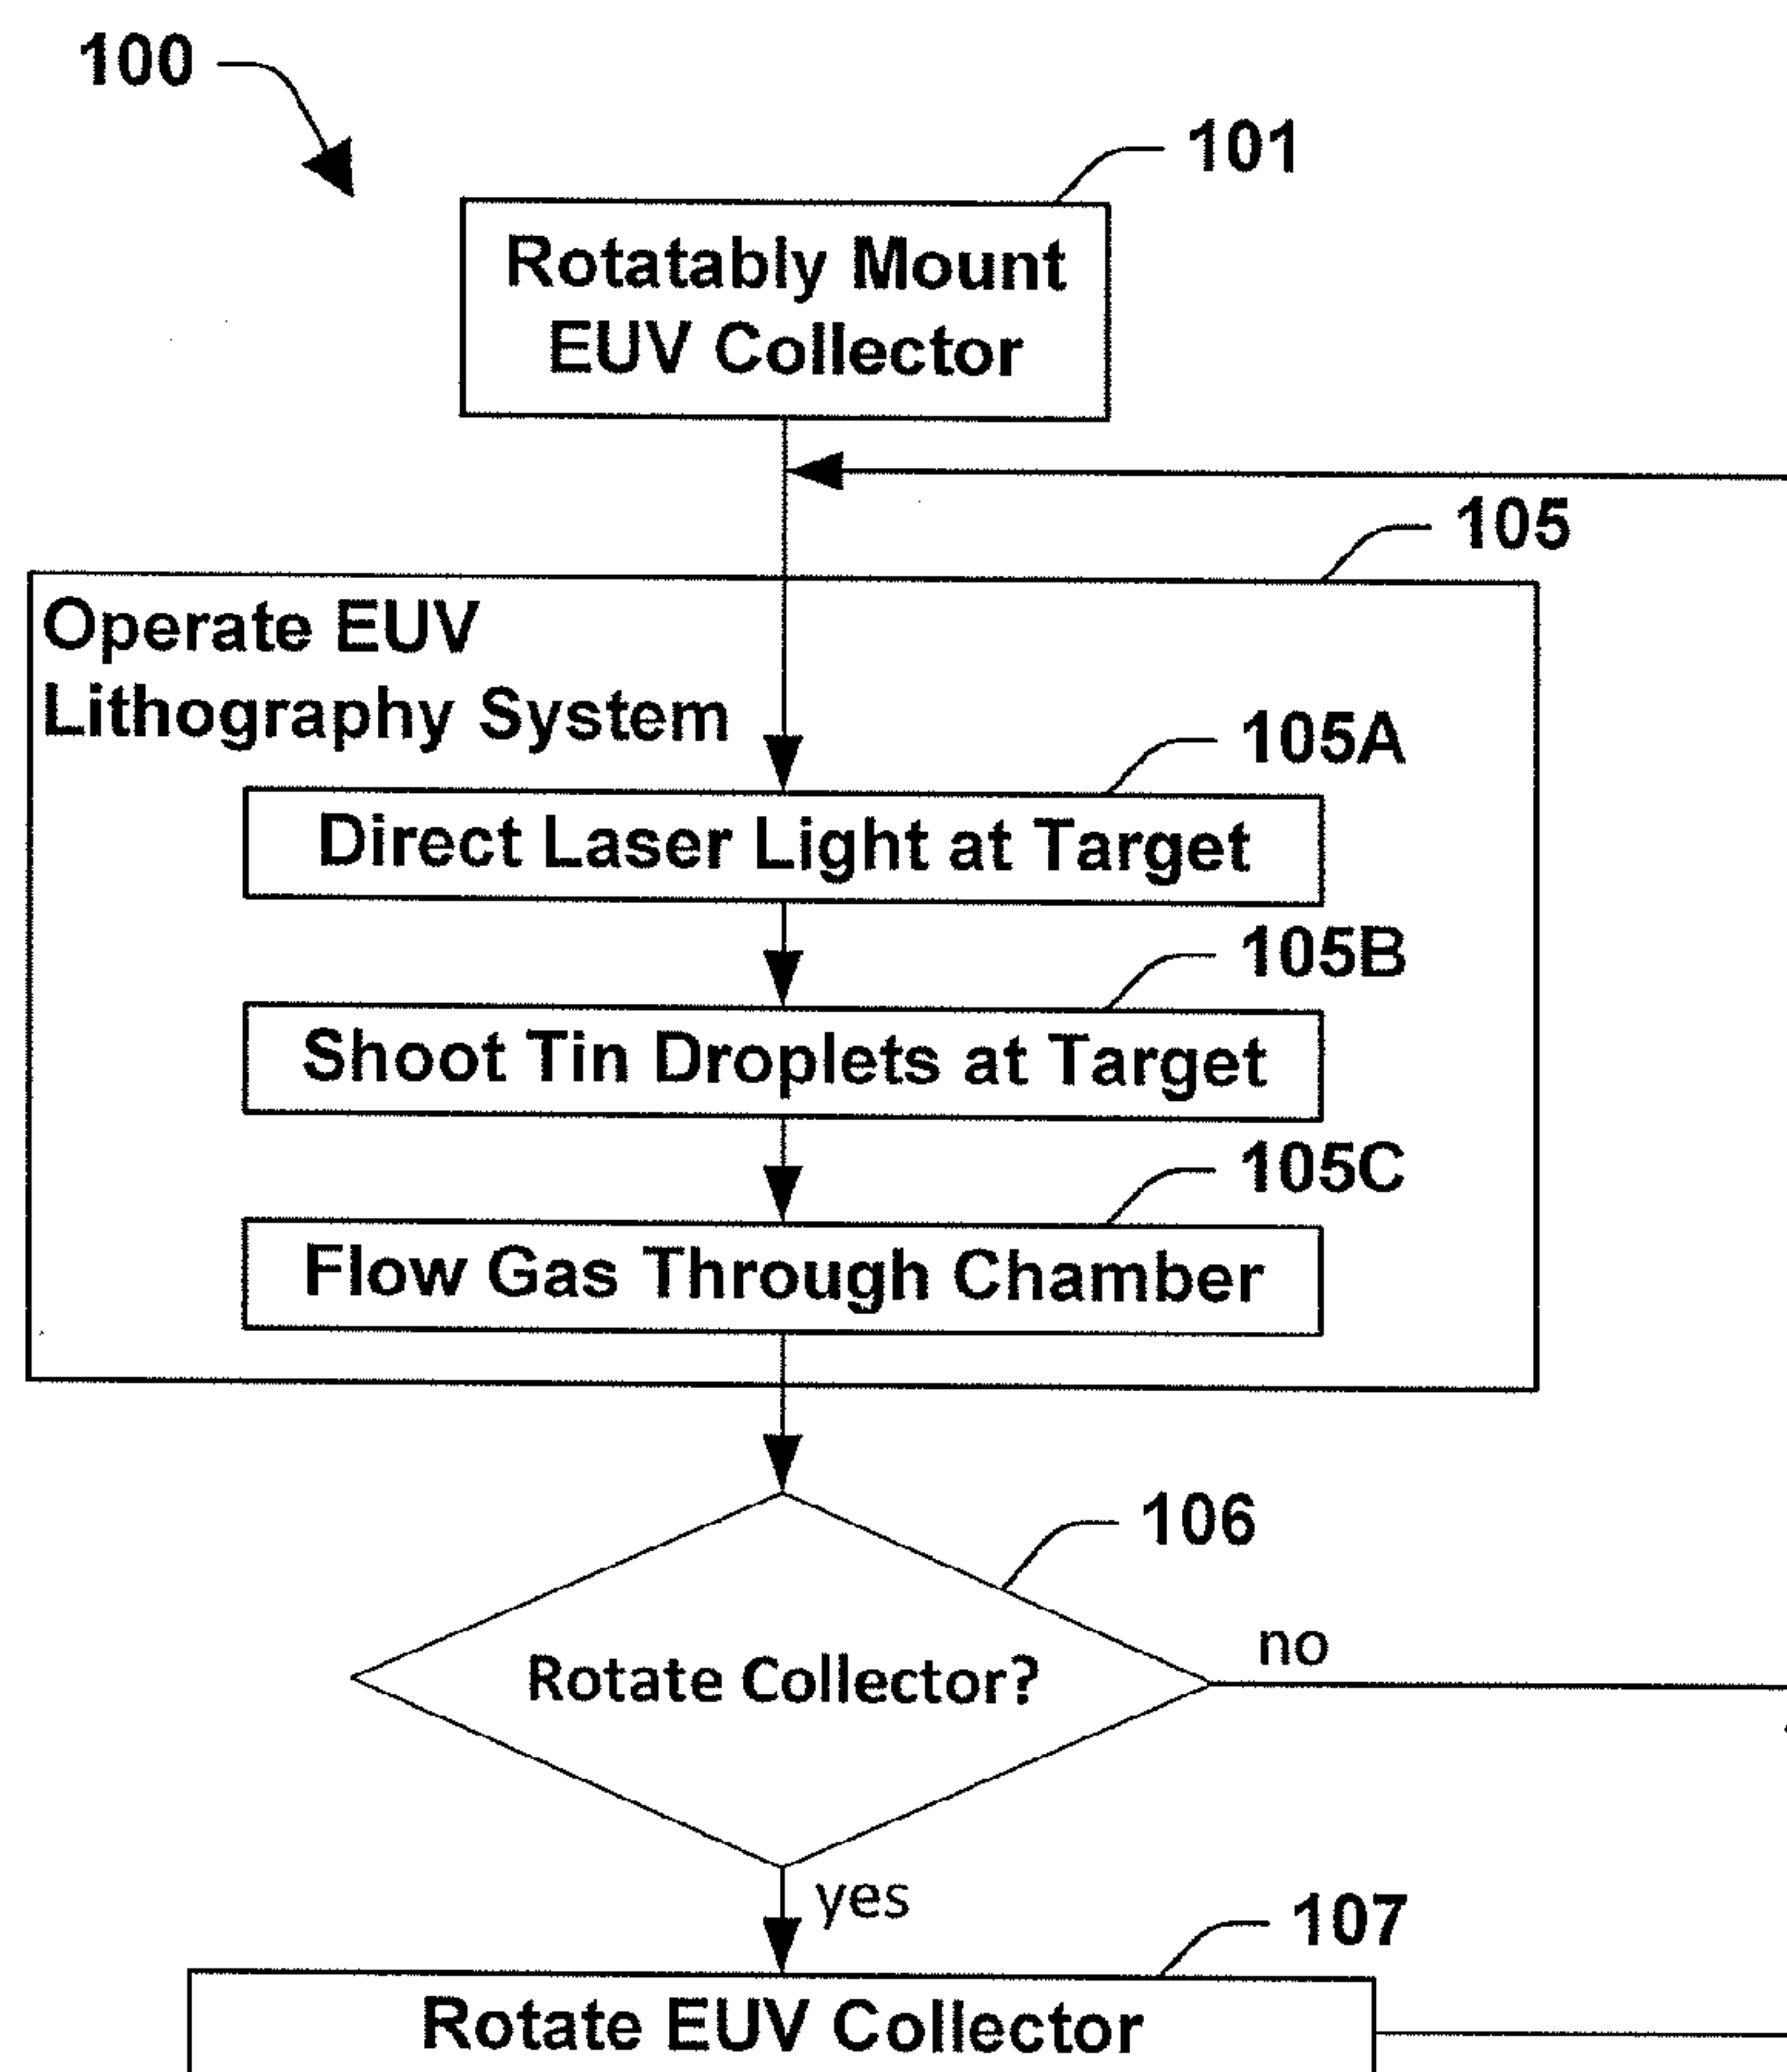 100
101
Rotatably Mount
EUV Collector
105
Operate EUV
Lithography System
105A
Direct Laser Light at Target
105B
Shoot Tin Droplets at Target
105C
Flow Gas Through Chamber
106
Rotate Collector?
no
yes
107
Rotate EUV Collector